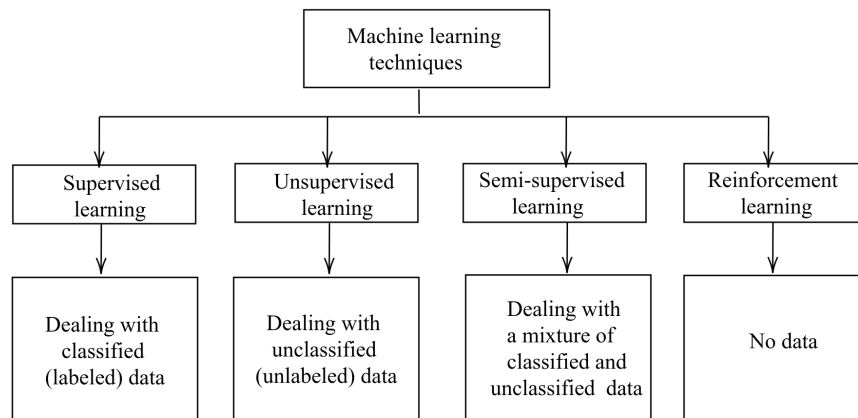 Machine learning
techniques
Supervised
learning
Unsupervised
learning
Semi-supervised
learning
Reinforcement
learning
Dealing with
classified
(labeled) data
Dealing with
unclassified
(unlabeled) data
Dealing with
a mixture of
classified and
unclassified data
No data